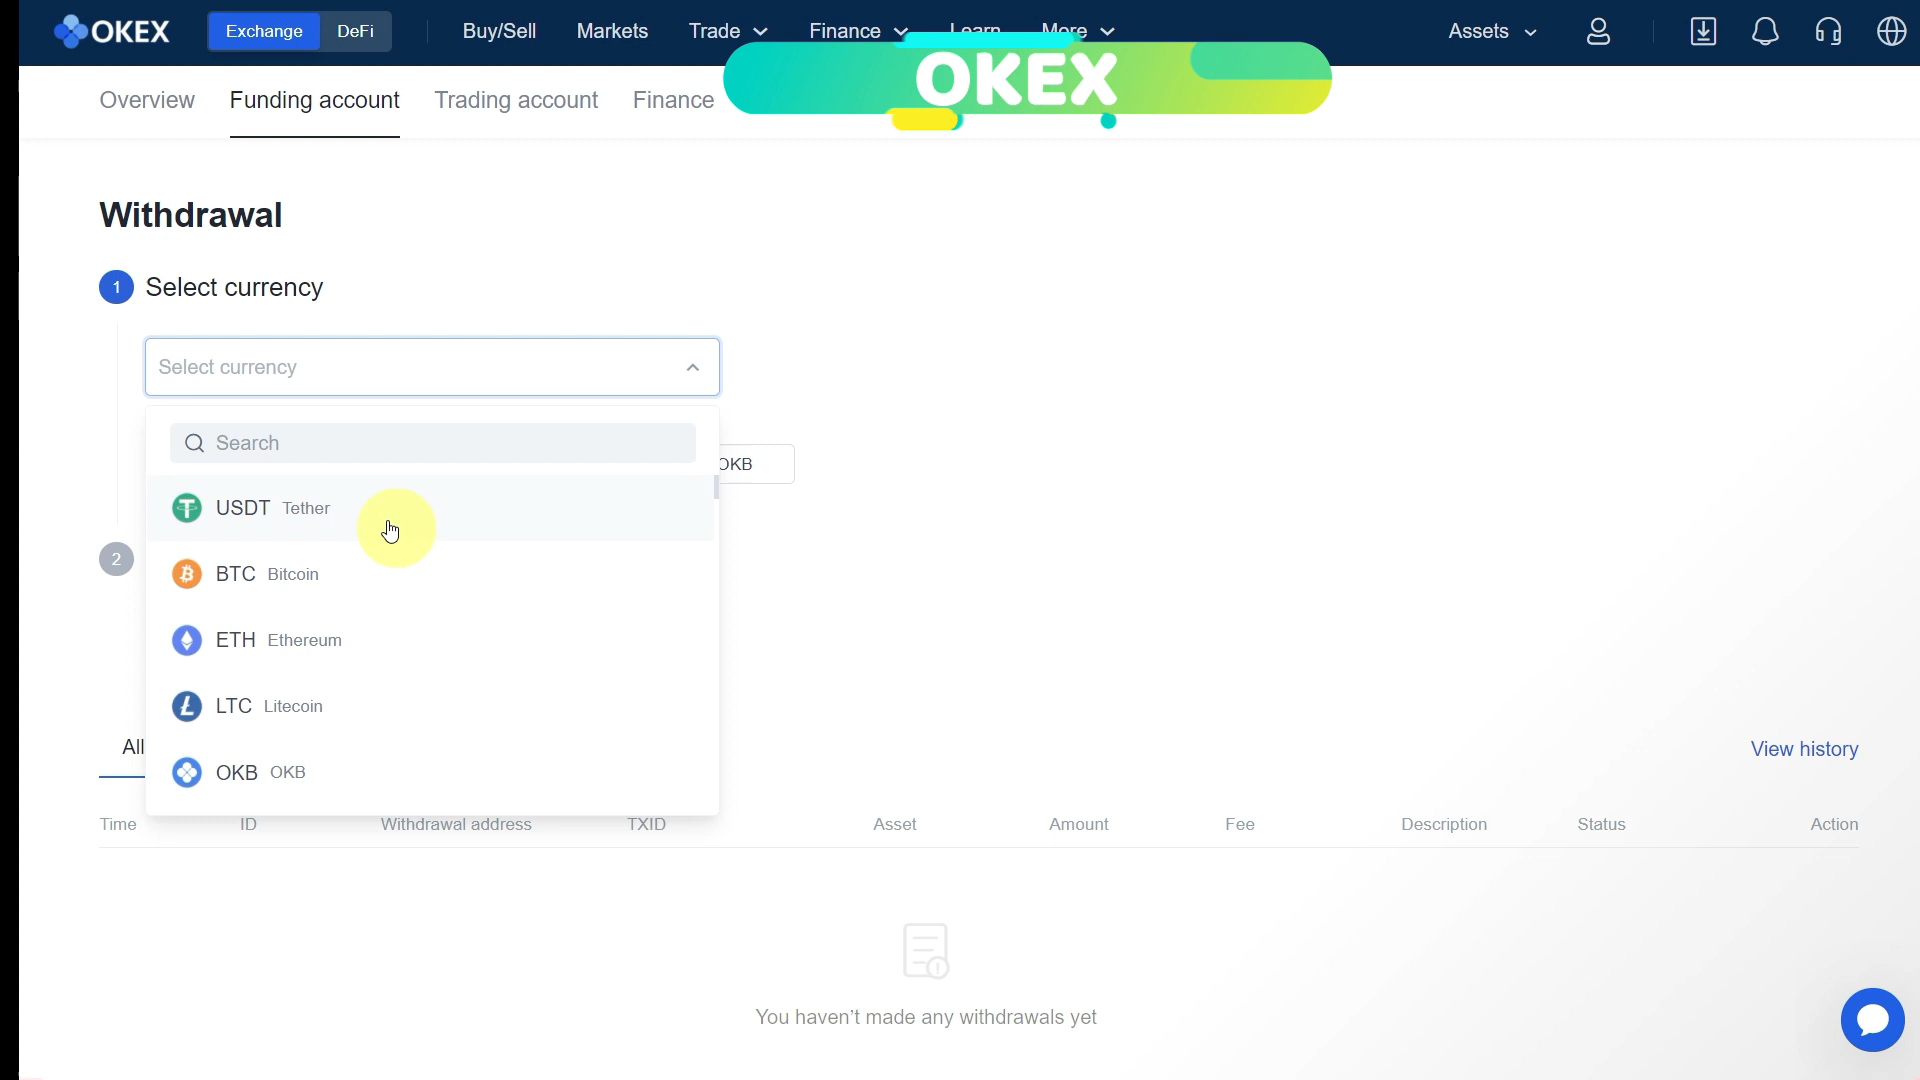 OKEX
Exchange DeFi Buy/Sell Markets Trade Finance Learn More Assets
OKEX
Overview Funding account Trading account Finance
Withdrawal
1 Select currency
Select currency
Search
OKB
USDT Tether
2
BTC Bitcoin
ETH Ethereum
LTC Litecoin
All
View history
OKB OKB
Time ID Withdrawal address TXID Asset Amount Fee Description Status Action
You haven't made any withdrawals yet